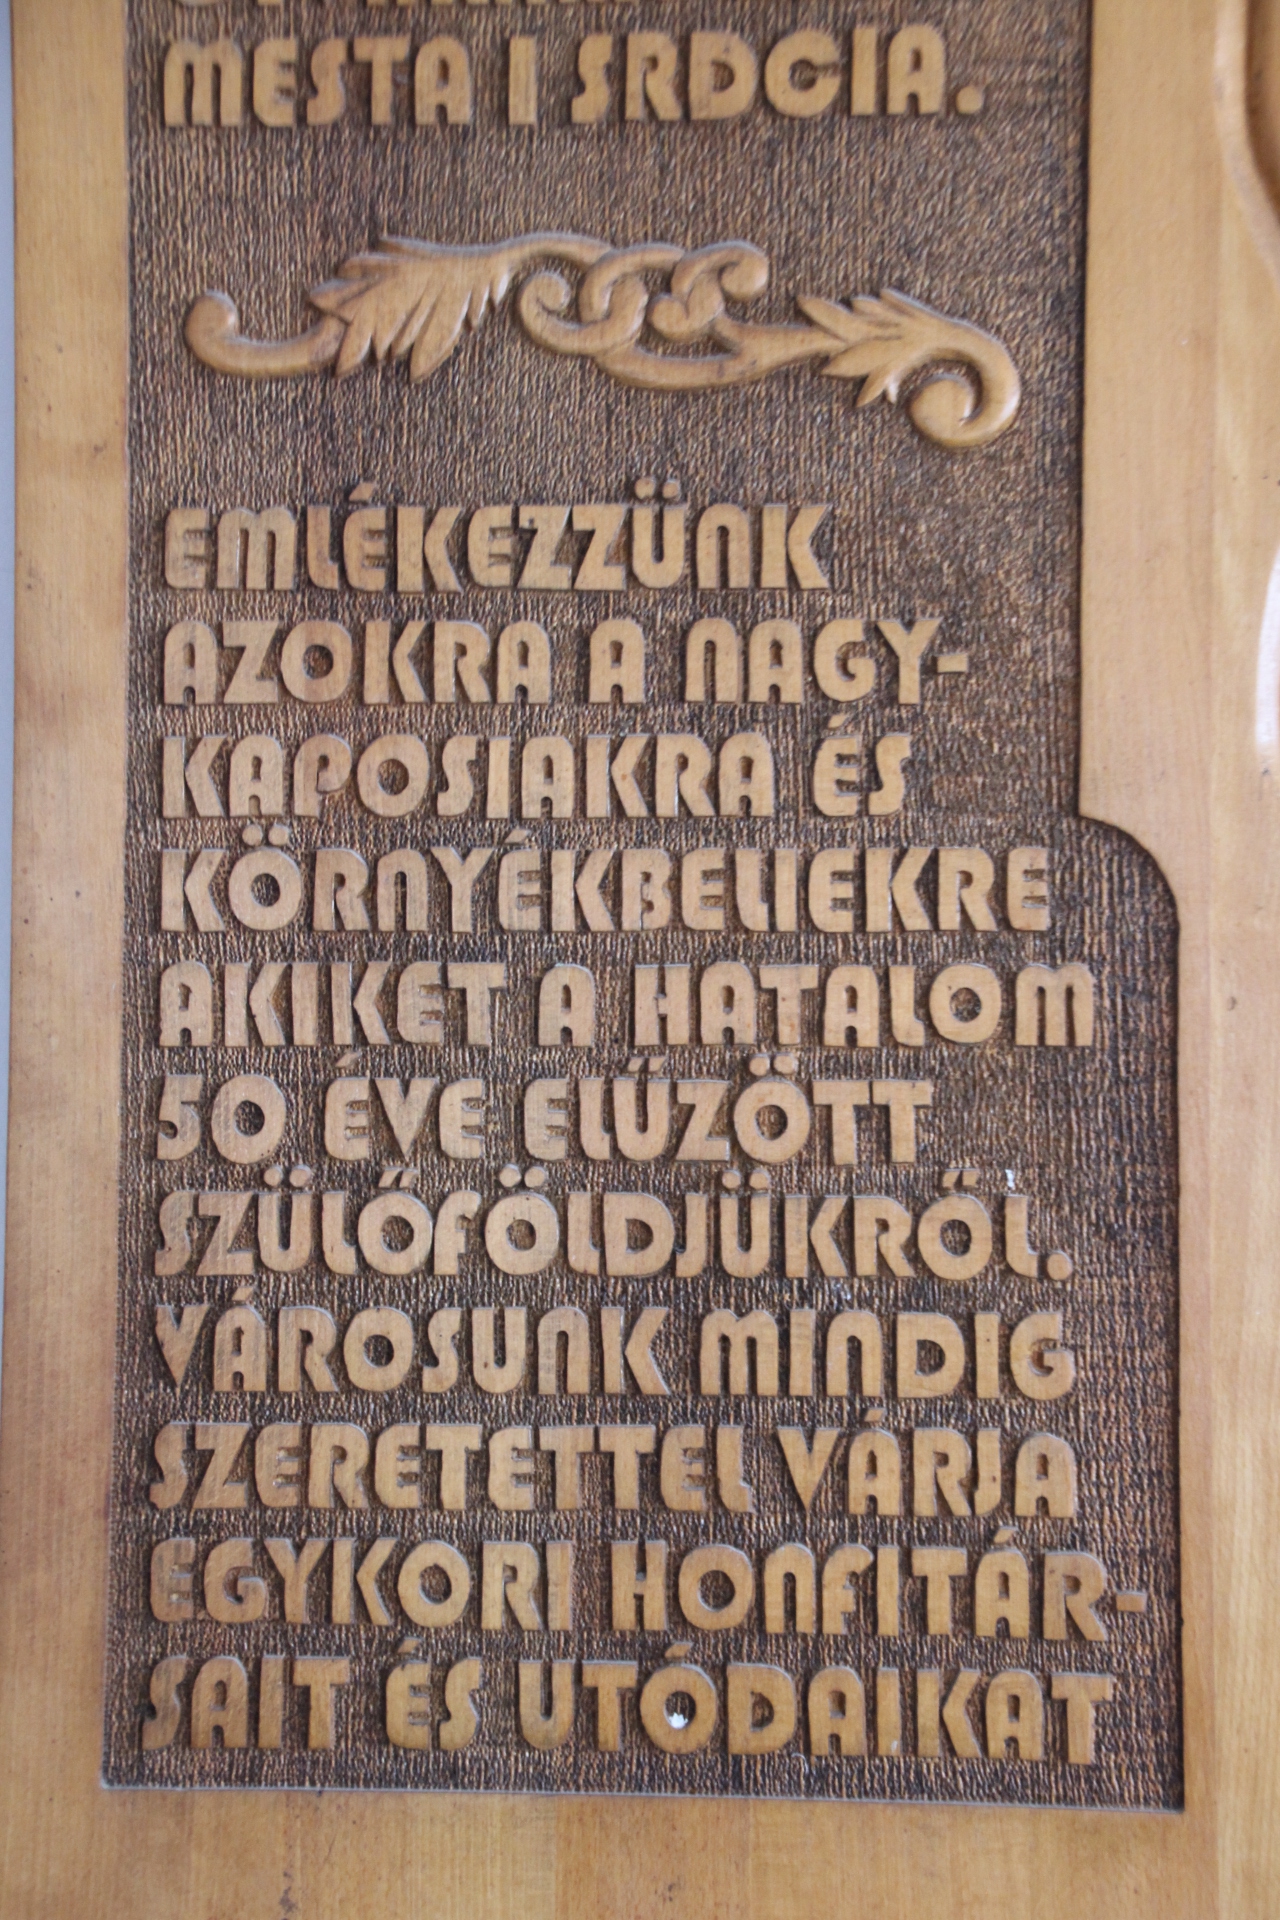 MESTA I SRDCIA.
EMLÉKEZZÜNK
AZOKRA A NAGY-
KAPOSIAKRA ÉS
KÖRNYÉKBELIEKRE
AKIKET A HATALOM
50 ÉVE ELŰZÖTT
SZÜLŐFÖLDJÜKRŐL.
VÁROSUNK MINDIG
SZERETETTEL VÁRJA
EGYKORI HONFITÁR-
SAIT ÉS UTÓDAIKAT